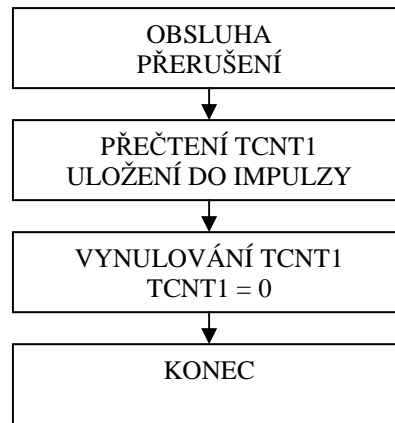 OBSLUHA
PŘERUŠENÍ
PŘEČTENÍ TCNT1
ULOŽENÍ DO IMPULZY
VYNULOVÁNÍ TCNT1
TCNT1 = 0
KONEC